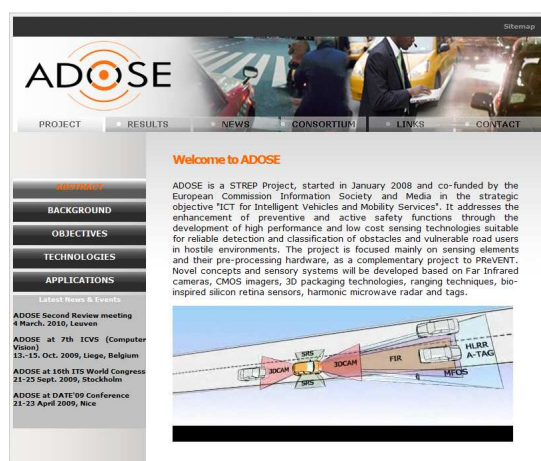 Sitemap
ADOSE
PROJECT
RESULTS
NEWS
CONSORTIUM
LINKS
CONTACT
ABSTRACT
BACKGROUND
OBJECTIVES
TECHNOLOGIES
APPLICATIONS
Latest News & Events
ADOSE Second Review meeting
4 March. 2010, Leuven
ADOSE at 7th ICVS (Computer
Vision)
13.-15. Oct. 2009, Liege, Belgium
ADOSE at 16th ITS World Congress
21-25 Sept. 2009, Stockholm
ADOSE at DATE'09 Conference
21-23 April 2009, Nice
Welcome to ADOSE
ADOSE is a STREP Project, started in January 2008 and co-funded by the
European Commission Information Society and Media in the strategic
objective "ICT for Intelligent Vehicles and Mobility Services". It addresses the
enhancement of preventive and active safety functions through the
development of high performance and low cost sensing technologies suitable
for reliable detection and classification of obstacles and vulnerable road users
in hostile environments. The project is focused mainly on sensing elements
and their pre-processing hardware, as a complementary project to PReVENT.
Novel concepts and sensory systems will be developed based on Far Infrared
cameras, CMOS imagers, 3D packaging technologies, ranging techniques, bio-
inspired silicon retina sensors, harmonic microwave radar and tags.
3DCAM
SRS
SRS
3DCAM
FIR
HLRR
A-TAG
MFOS